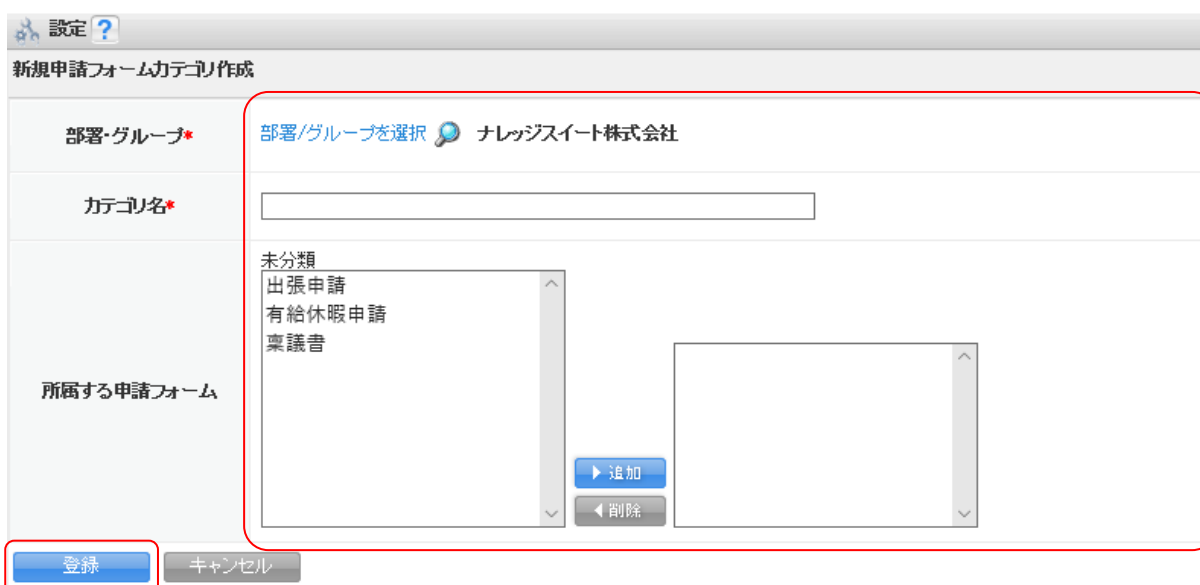 設定 ?
新規申請フォームカテゴリ作成
部署・グループ* 部署/グループを選択 ナレッジスイート株式会社
カテゴリ名*
所属する申請フォーム
未分類
出張申請
有給休暇申請
稟議書
追加
削除
登録 キャンセル